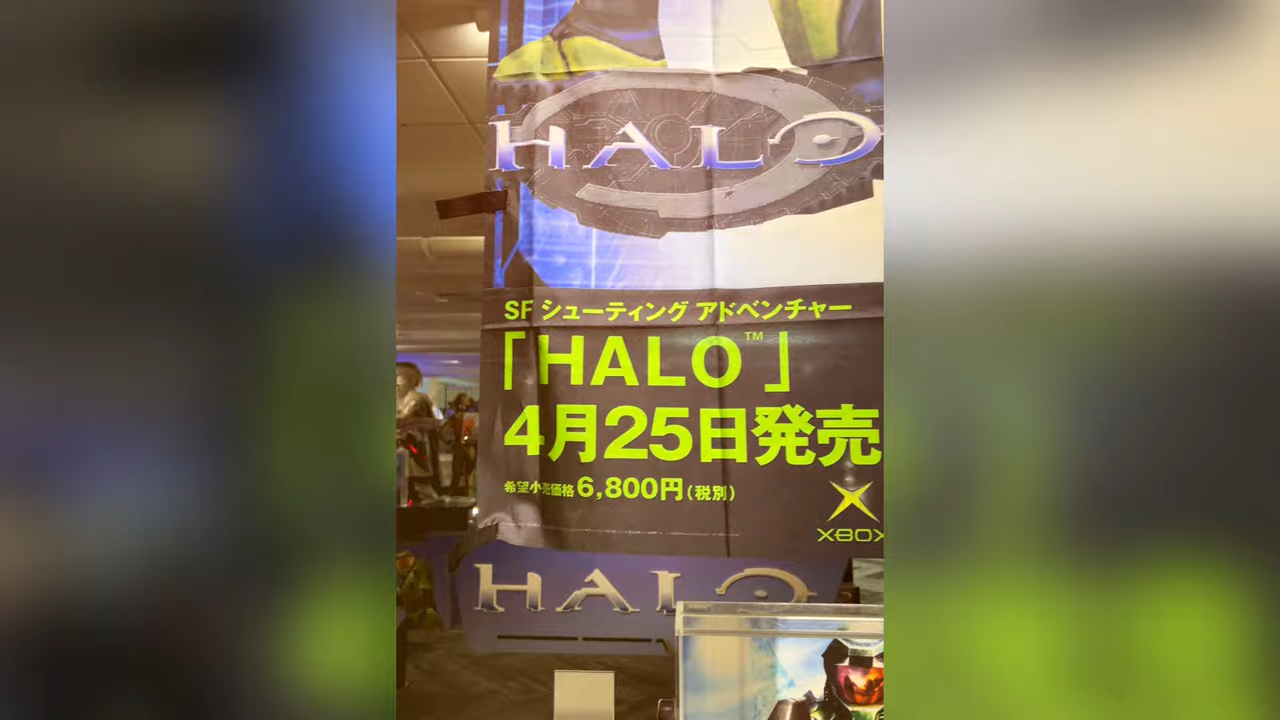 HALO
SF シューティング アドベンチャー
「HALO™」
4月25日発売
希望小売価格 6,800円(税別)
XBOX
HALO